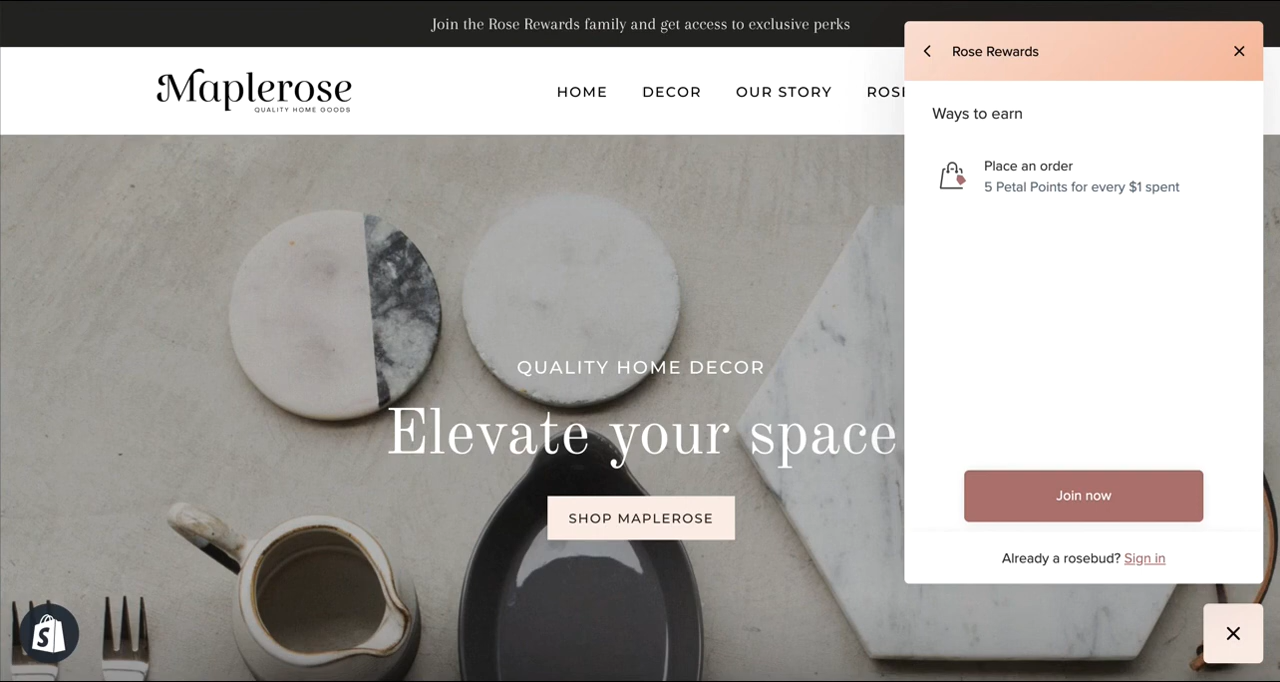 Join the Rose Rewards family and get access to exclusive perks
Maplerose
QUALITY HOME GOODS
HOME DECOR OUR STORY
QUALITY HOME DECOR
Elevate your space
SHOP MAPLEROSE
Rose Rewards
Ways to earn
Place an order
5 Petal Points for every $1 spent
Join now
Already a rosebud? Sign in